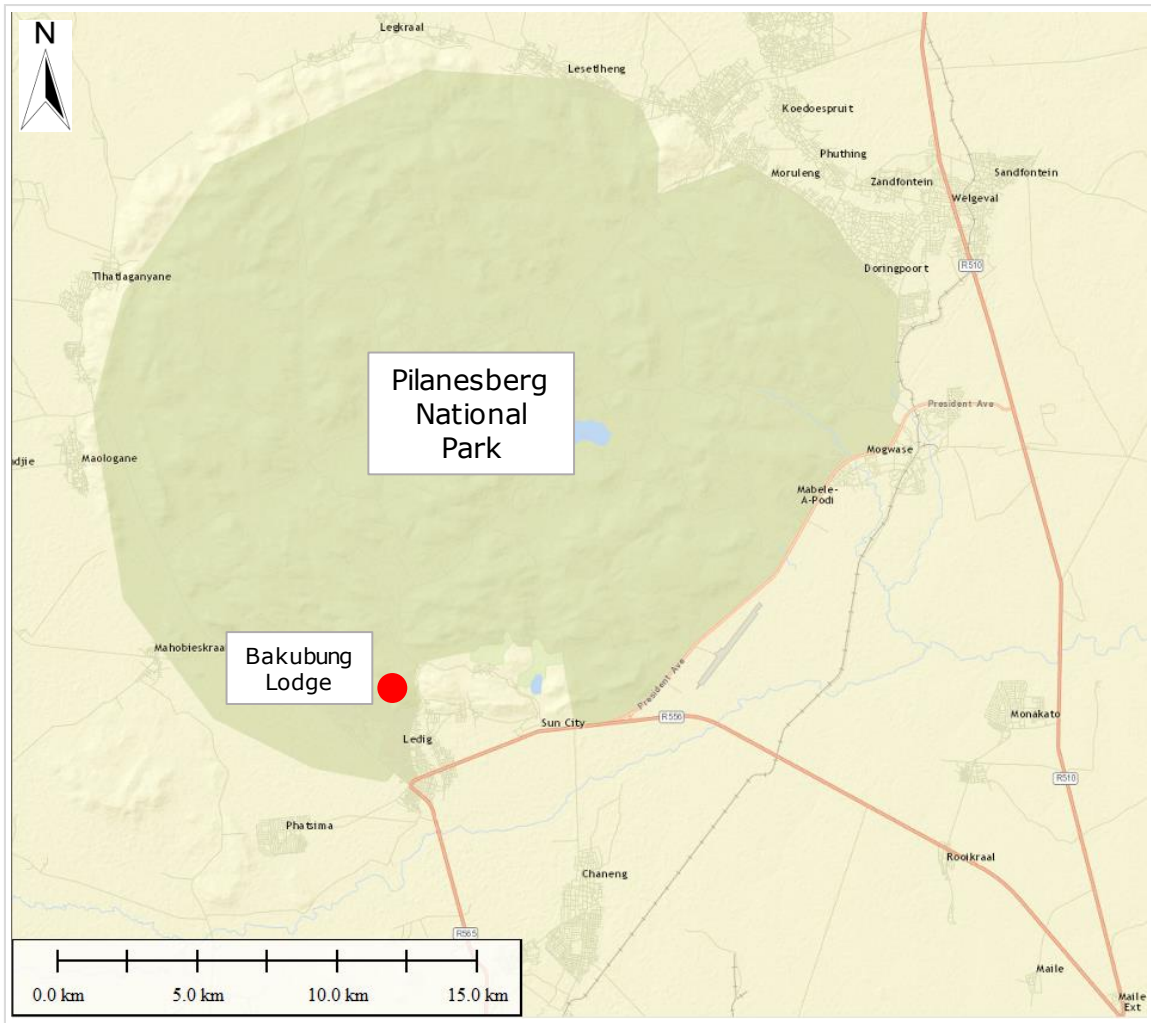 N
Legkraal
Lesetlheng
Koedoespruit
Phuthing
Moruleng
Zandfontein
Sandfontein
Welgeval
Doringpoort
R510
Tlhatlaganyane
Pilanesberg
National
Park
President Ave
Mogwase
Maologane
Mabele-
A-Podi
Mahobieskraa
Bakubung
Lodge
President Ave
Monakato
R556
Sun City
Ledig
R510
Phatsima
Rooikraal
Chaneng
R565
Maile
Maile
Ext
0.0 km
5.0 km
10.0 km
15.0 km